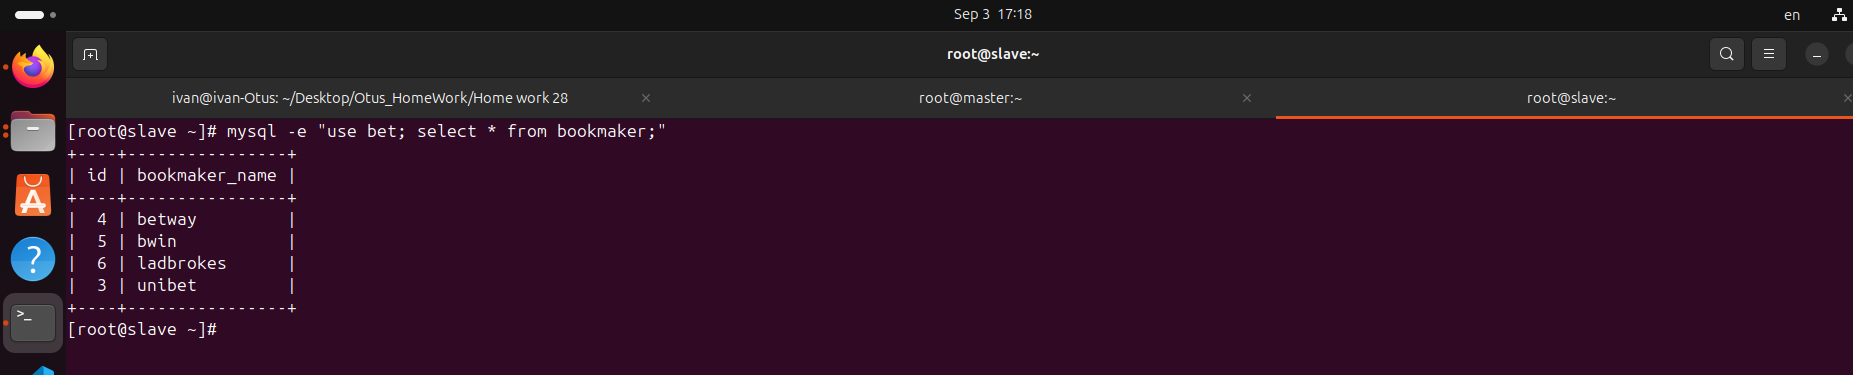 Sep 3 17:18
en
root@slave:~
ivan@ivan-Otus: ~/Desktop/Otus_HomeWork/Home work 28
root@master:~
root@slave:~
[root@slave ~]# mysql -e "use bet; select * from bookmaker;"
+----+----------------+
| id | bookmaker_name |
+----+----------------+
|  4 | betway         |
|  5 | bwin           |
|  6 | ladbrokes      |
|  3 | unibet         |
+----+----------------+
[root@slave ~]#